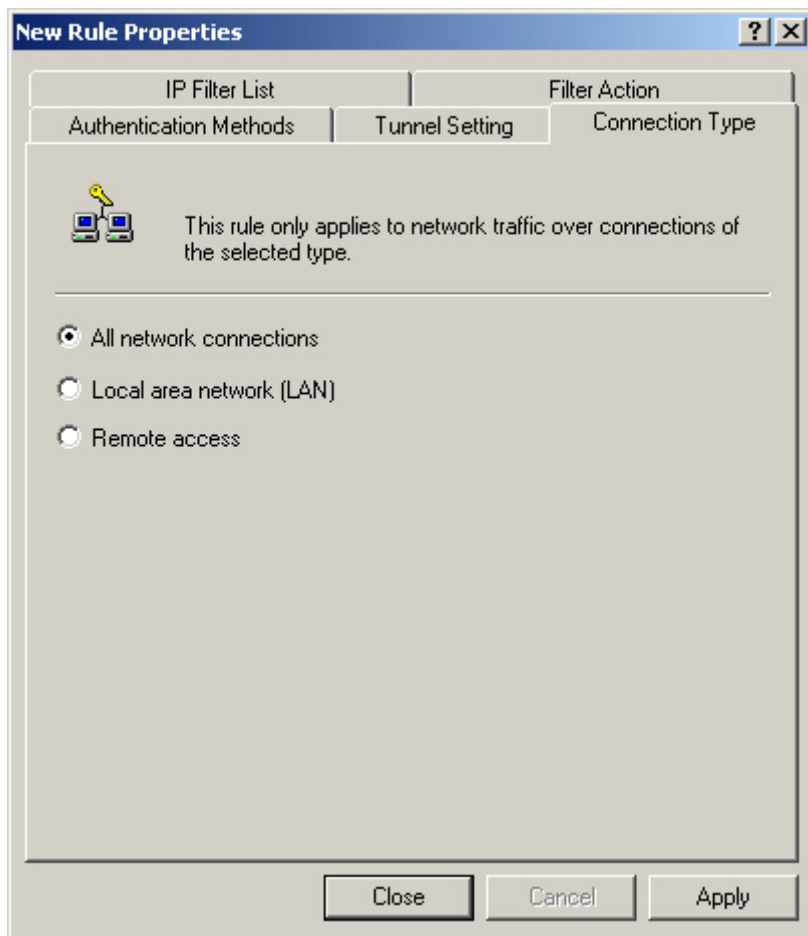 New Rule Properties
IP Filter List
Filter Action
Authentication Methods
Tunnel Setting
Connection Type
This rule only applies to network traffic over connections of
the selected type.
All network connections
Local area network (LAN)
Remote access
Close
Cancel
Apply